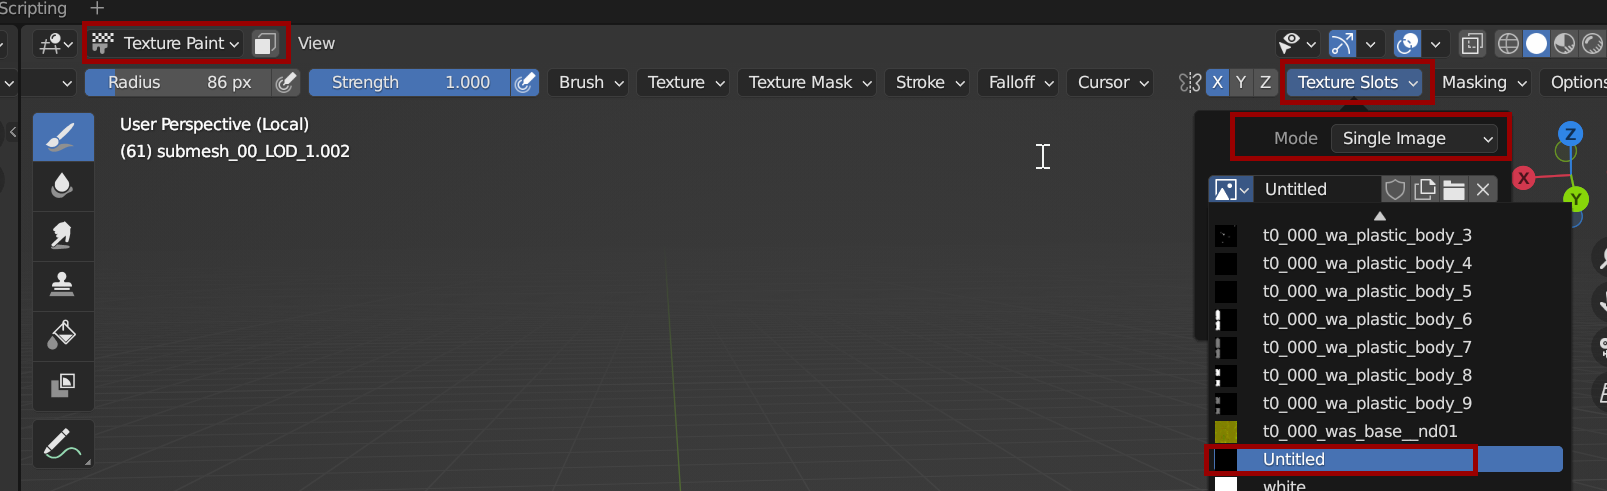 Scripting +
Texture Paint View
Radius 86 px Strength 1.000 Brush Texture Texture Mask Stroke Falloff Cursor X Y Z Texture Slots Masking Options
User Perspective (Local)
(61) submesh_00_LOD_1.002
Mode Single Image
Z
X
Y
Untitled
t0_000_wa_plastic_body_3
t0_000_wa_plastic_body_4
t0_000_wa_plastic_body_5
t0_000_wa_plastic_body_6
t0_000_wa_plastic_body_7
t0_000_wa_plastic_body_8
t0_000_wa_plastic_body_9
t0_000_was_base__nd01
Untitled
white